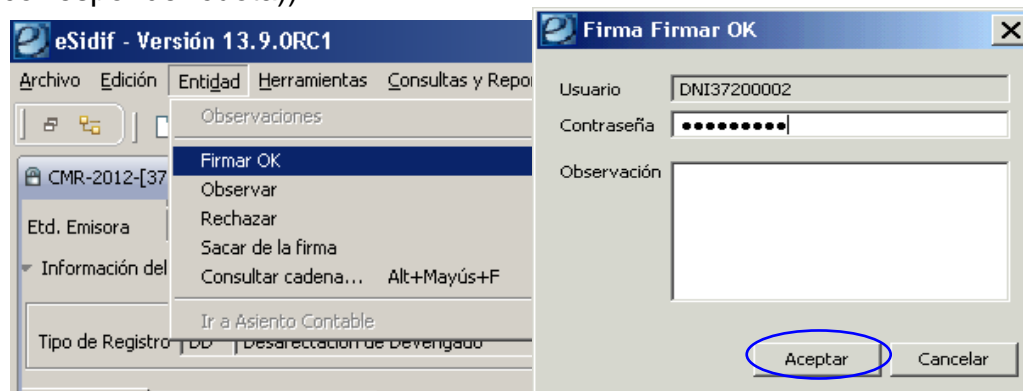 eSidif - Versión 13.9.0RC1
Archivo Edición Entidad Herramientas Consultas y Repor
Observaciones
Firmar OK
Observar
Rechazar
Sacar de la firma
Consultar cadena... Alt+Mayús+F
Ir a Asiento Contable
CMR-2012-[37
Etd. Emisora
Información del
Tipo de Registro DD Desafectación de Devengado
Firma Firmar OK
Usuario DNI37200002
Contraseña ●●●●●●●●●
Observación
Aceptar Cancelar